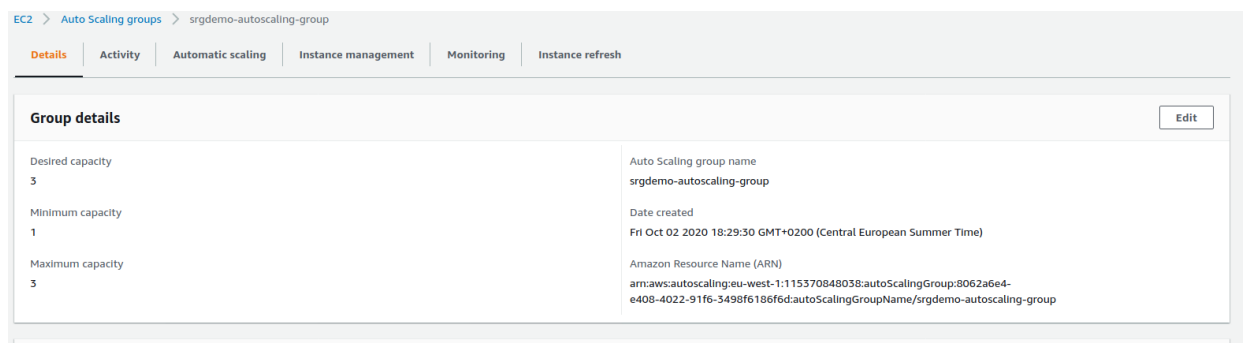 EC2 > Auto Scaling groups > srgdemo-autoscaling-group
Details Activity Automatic scaling Instance management Monitoring Instance refresh
Group details
Edit
Desired capacity
3
Minimum capacity
1
Maximum capacity
3
Auto Scaling group name
srgdemo-autoscaling-group
Date created
Fri Oct 02 2020 18:29:30 GMT+0200 (Central European Summer Time)
Amazon Resource Name (ARN)
arn:aws:autoscaling:eu-west-1:115370848038:autoScalingGroup:8062a6e4-
e408-4022-91f6-3498f6186f6d:autoScalingGroupName/srgdemo-autoscaling-group